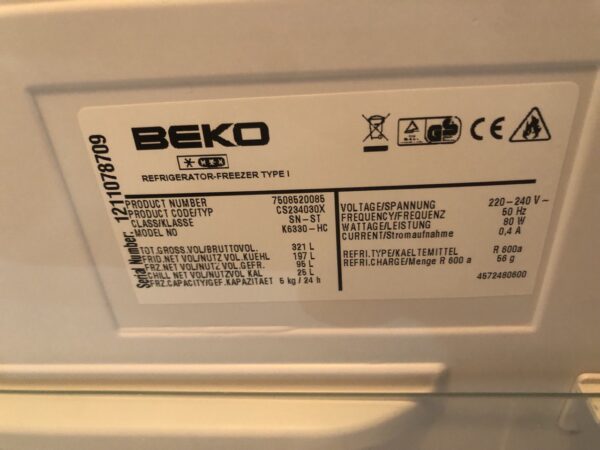 BEKO
REFRIGERATOR-FREEZER TYPE I
Serial Number: 1211078709
PRODUCT NUMBER 7508520085
PRODUCT CODE/TYP CS234030X
CLASS/KLASSE SN-ST
MODEL NO K6330-HC
TOT.GROSS VOL/BRUTTOVOL. 321 L
RFRID.NET VOL/NUTZ VOL.KUEHL 197 L
FRZ.NET VOL/NUTZ VOL.GEFR. 95 L
CHILL NET VOL/NUTZVOL KAL 25 L
FRZ.CAPACITY/GEF. KAPAZITAET 5 kg / 24 h
VOLTAGE/SPANNUNG 220-240 V~
FREQUENCY/FREQUENZ 50 Hz
WATTAGE/LEISTUNG 80 W
CURRENT/Stromaufnahme 0,4 A
REFRI.TYPE/KAELTEMITTEL R 600a
REFRI.CHARGE/Menge R 600 a 56 g
4572480600
GS
CE